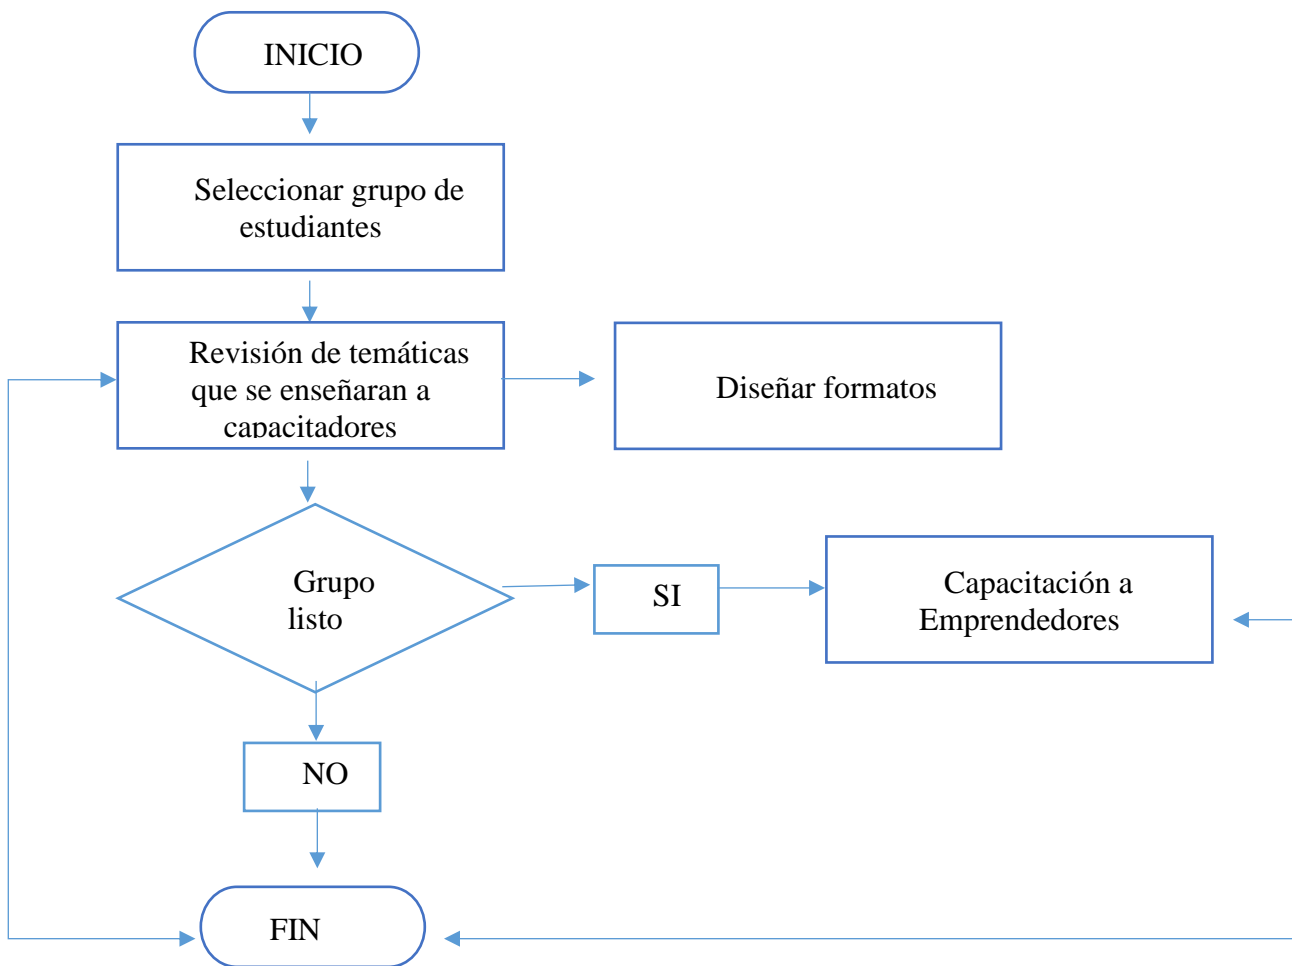 INICIO
Seleccionar grupo de
estudiantes
Revisión de temáticas
que se enseñaran a
capacitadores
Diseñar formatos
Grupo
listo
SI
Capacitación a
Emprendedores
NO
FIN